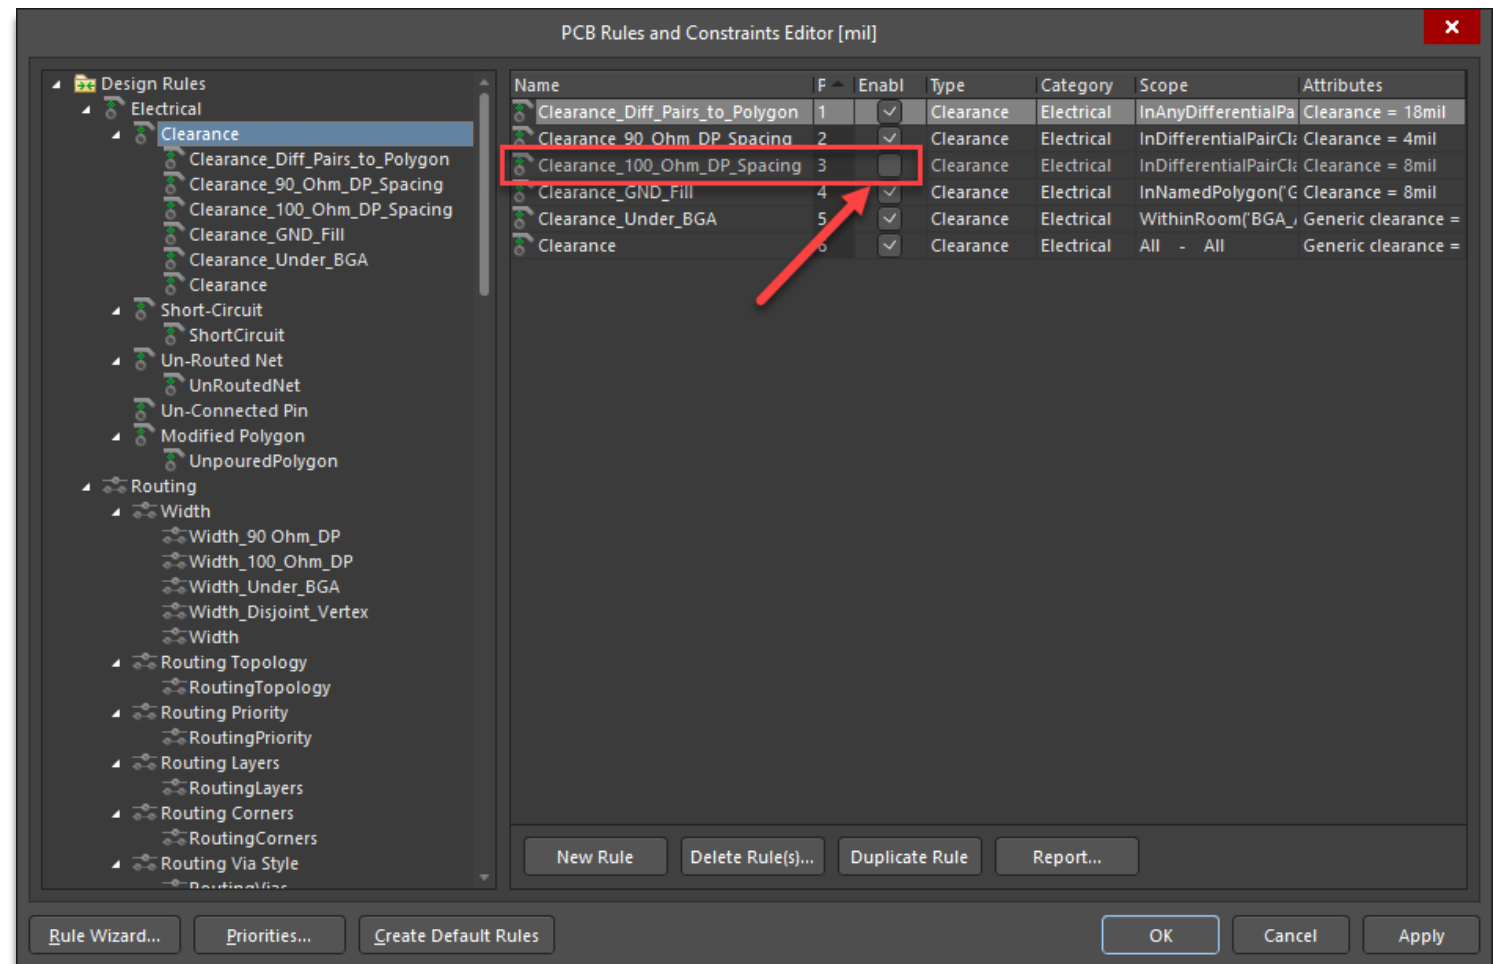 PCB Rules and Constraints Editor [mil]
Design Rules
Electrical
Clearance
Clearance_Diff_Pairs_to_Polygon
Clearance_90_Ohm_DP_Spacing
Clearance_100_Ohm_DP_Spacing
Clearance_GND_Fill
Clearance_Under_BGA
Clearance
Short-Circuit
ShortCircuit
Un-Routed Net
UnRoutedNet
Un-Connected Pin
Modified Polygon
UnpouredPolygon
Routing
Width
Width_90 Ohm_DP
Width_100_Ohm_DP
Width_Under_BGA
Width_Disjoint_Vertex
Width
Routing Topology
RoutingTopology
Routing Priority
RoutingPriority
Routing Layers
RoutingLayers
Routing Corners
RoutingCorners
Routing Via Style
RoutingVias
Name F Enabl Type Category Scope Attributes
Clearance_Diff_Pairs_to_Polygon 1 Clearance Electrical InAnyDifferentialPa Clearance = 18mil
Clearance_90_Ohm_DP_Spacing 2 Clearance Electrical InDifferentialPairCla Clearance = 4mil
Clearance_100_Ohm_DP_Spacing 3 Clearance Electrical InDifferentialPairCla Clearance = 8mil
Clearance_GND_Fill 4 Clearance Electrical InNamedPolygon('G Clearance = 8mil
Clearance_Under_BGA 5 Clearance Electrical WithinRoom('BGA_A Generic clearance =
Clearance 6 Clearance Electrical All - All Generic clearance =
New Rule Delete Rule(s)... Duplicate Rule Report...
Rule Wizard... Priorities... Create Default Rules OK Cancel Apply